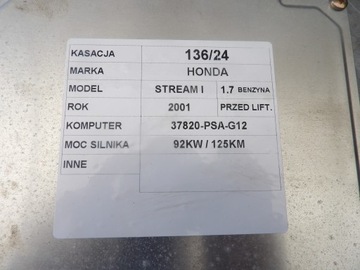 KASACJA 136/24
MARKA HONDA
MODEL STREAM I 1.7 BENZYNA
ROK 2001 PRZED LIFT.
KOMPUTER 37820-PSA-G12
MOC SILNIKA 92KW / 125KM
INNE